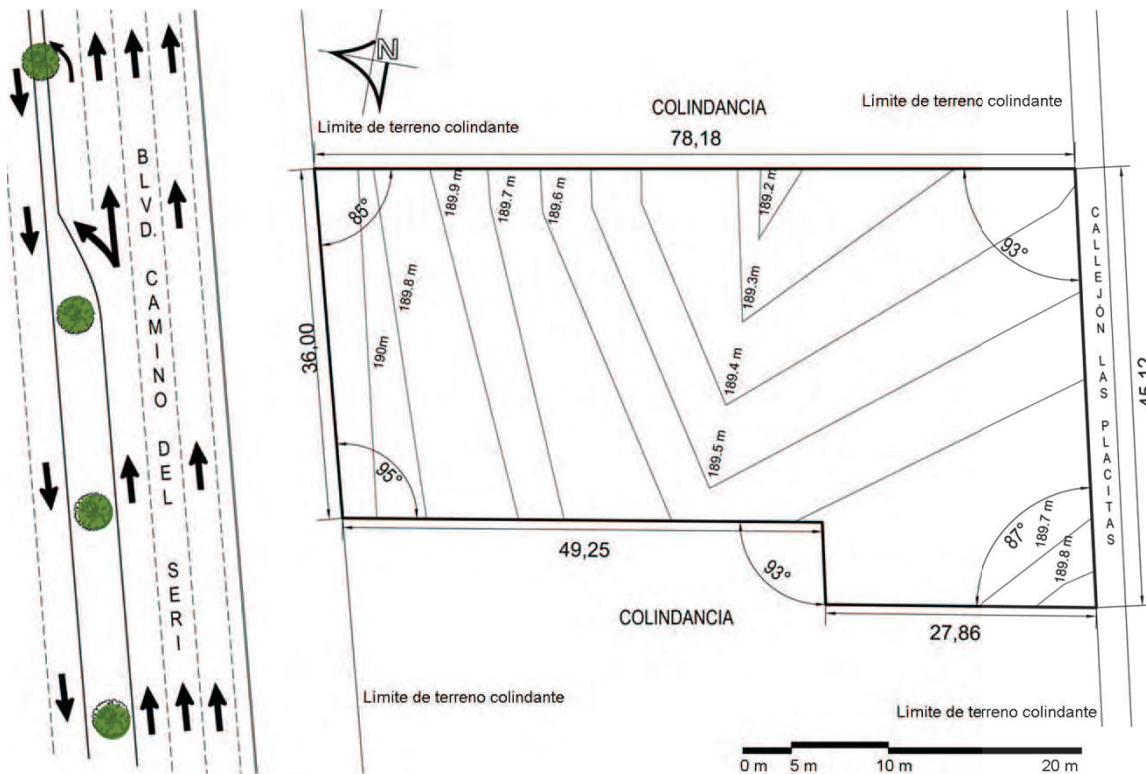 BLVD. CAMINO DEL SERI
N
Limite de terreno colindante
COLINDANCIA
Limite de terreno colindante
78,18
85°
189.9 m
189.7 m
189.6 m
189.2 m
93°
189.8 m
189.3m
36,00
190m
189.4 m
CALLEJÓN LAS PLACITAS
45,12
189.5 m
95°
87°
189.7 m
189.8 m
49,25
93°
COLINDANCIA
27,86
Limite de terreno colindante
Limite de terreno colindante
0 m 5 m 10 m 20 m